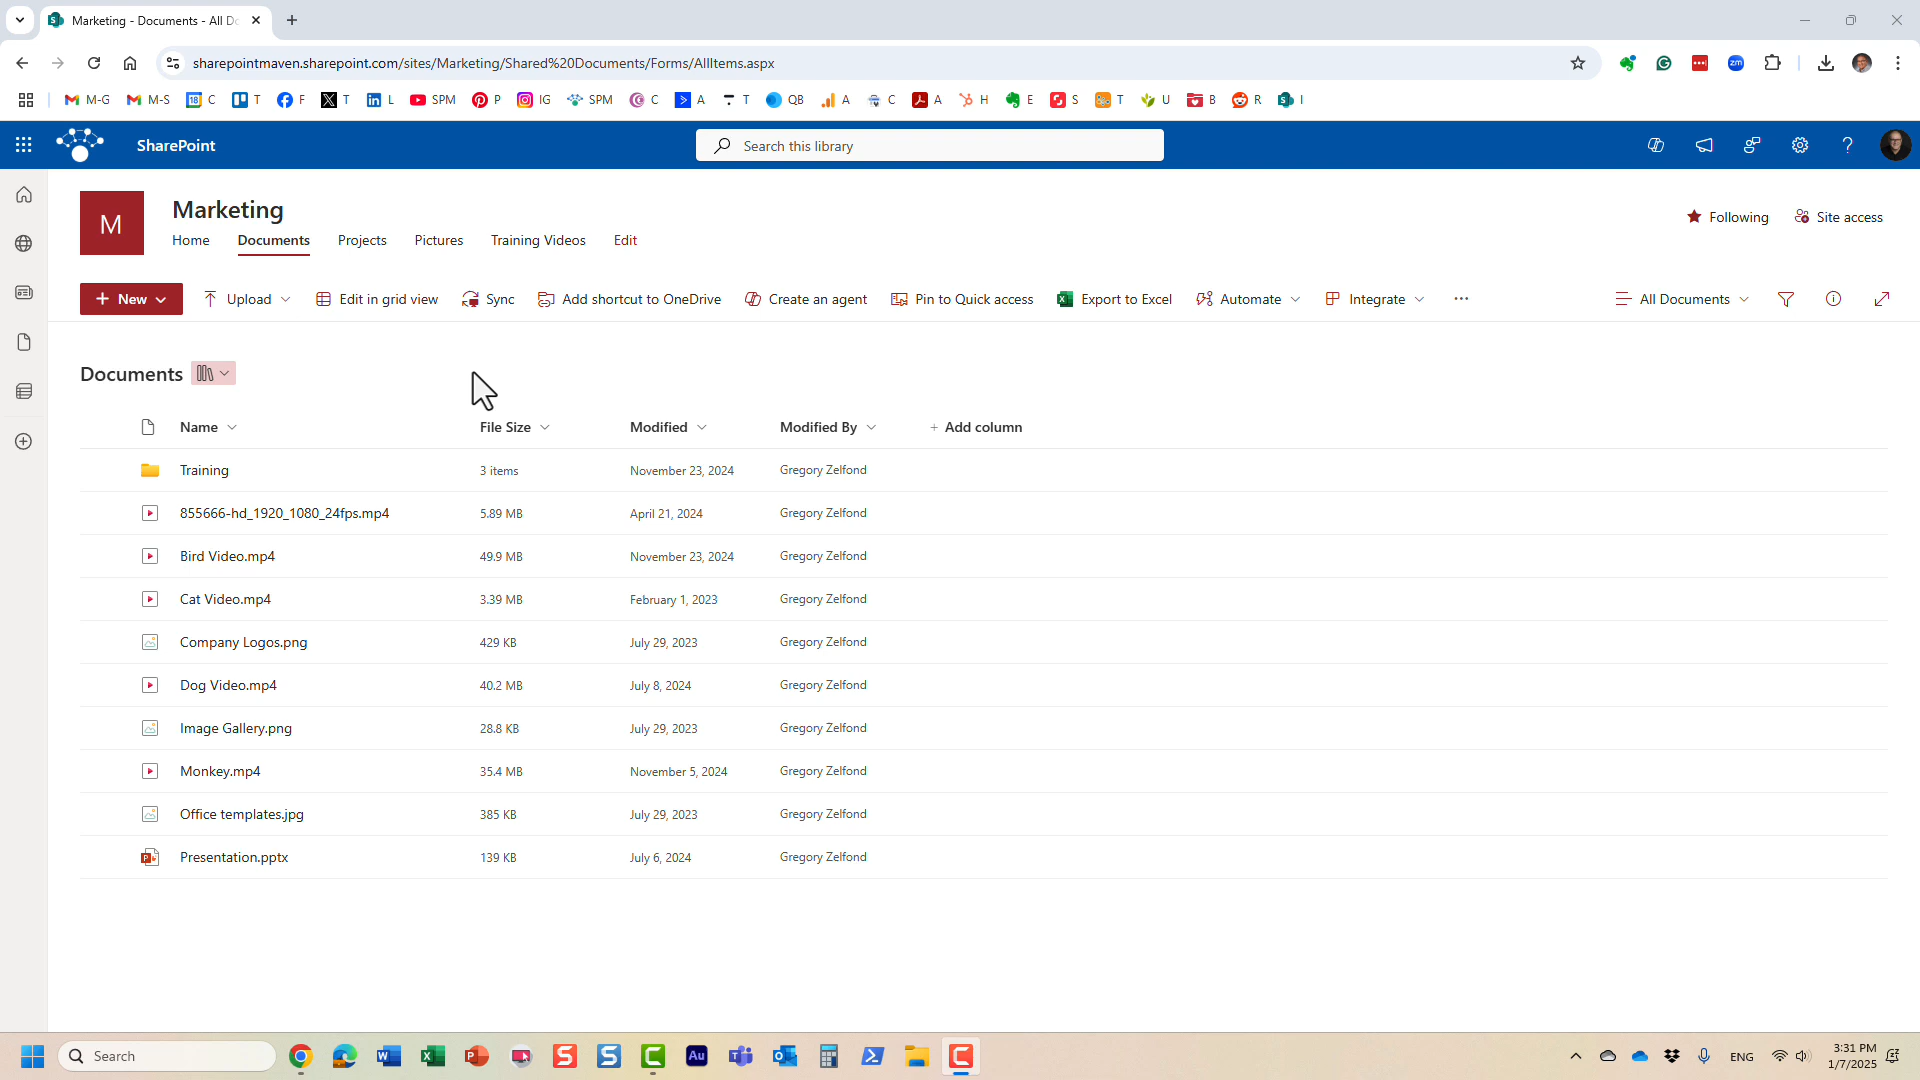 Marketing - Documents - All Do
sharepointmaven.sharepoint.com/sites/Marketing/Shared%20Documents/Forms/AllItems.aspx
M-G M-S C T F T L SPM P IG SPM C A T QB A C A H E S T U B R I
SharePoint
Search this library
M
Marketing
Home Documents Projects Pictures Training Videos Edit
Following Site access
New Upload Edit in grid view Sync Add shortcut to OneDrive Create an agent Pin to Quick access Export to Excel Automate Integrate ··· All Documents
Documents
Name File Size Modified Modified By + Add column
Training 3 items November 23, 2024 Gregory Zelfond
855666-hd_1920_1080_24fps.mp4 5.89 MB April 21, 2024 Gregory Zelfond
Bird Video.mp4 49.9 MB November 23, 2024 Gregory Zelfond
Cat Video.mp4 3.39 MB February 1, 2023 Gregory Zelfond
Company Logos.png 429 KB July 29, 2023 Gregory Zelfond
Dog Video.mp4 40.2 MB July 8, 2024 Gregory Zelfond
Image Gallery.png 28.8 KB July 29, 2023 Gregory Zelfond
Monkey.mp4 35.4 MB November 5, 2024 Gregory Zelfond
Office templates.jpg 385 KB July 29, 2023 Gregory Zelfond
Presentation.pptx 139 KB July 6, 2024 Gregory Zelfond
Search
ENG
3:31 PM
1/7/2025